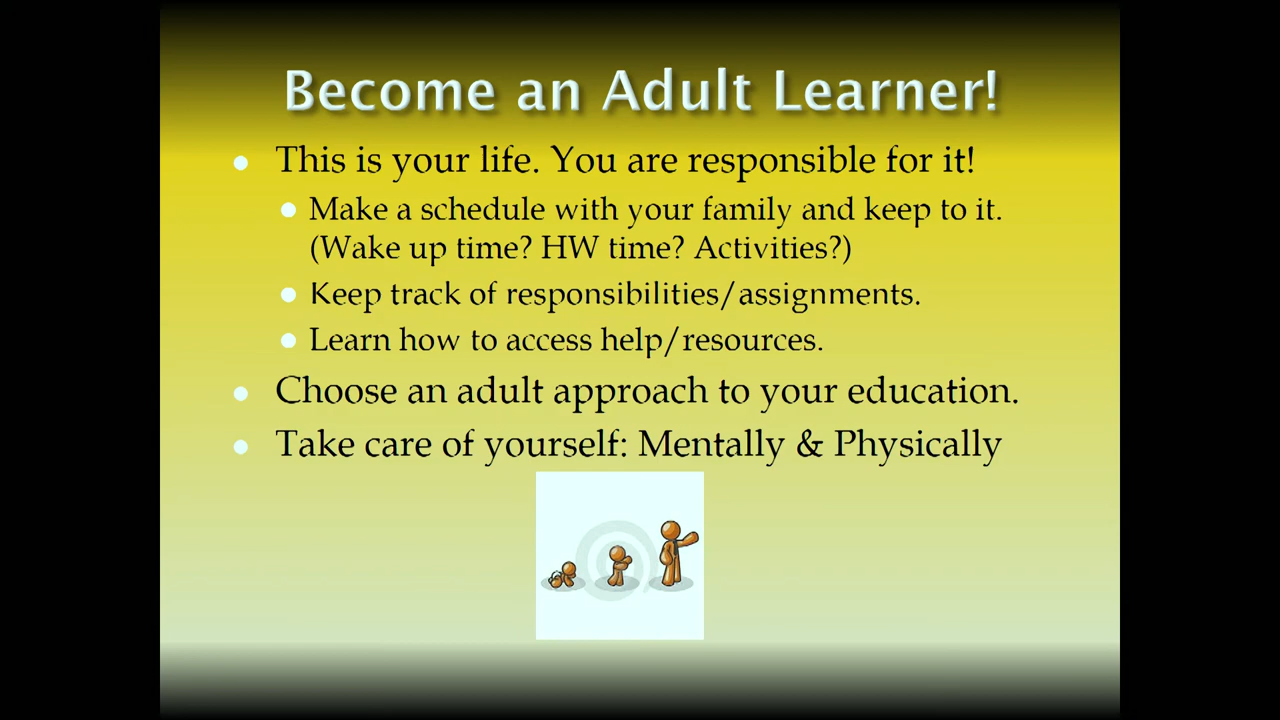 Become an Adult Learner!
This is your life. You are responsible for it!
Make a schedule with your family and keep to it.
(Wake up time? HW time? Activities?)
Keep track of responsibilities/assignments.
Learn how to access help/resources.
Choose an adult approach to your education.
Take care of yourself: Mentally & Physically